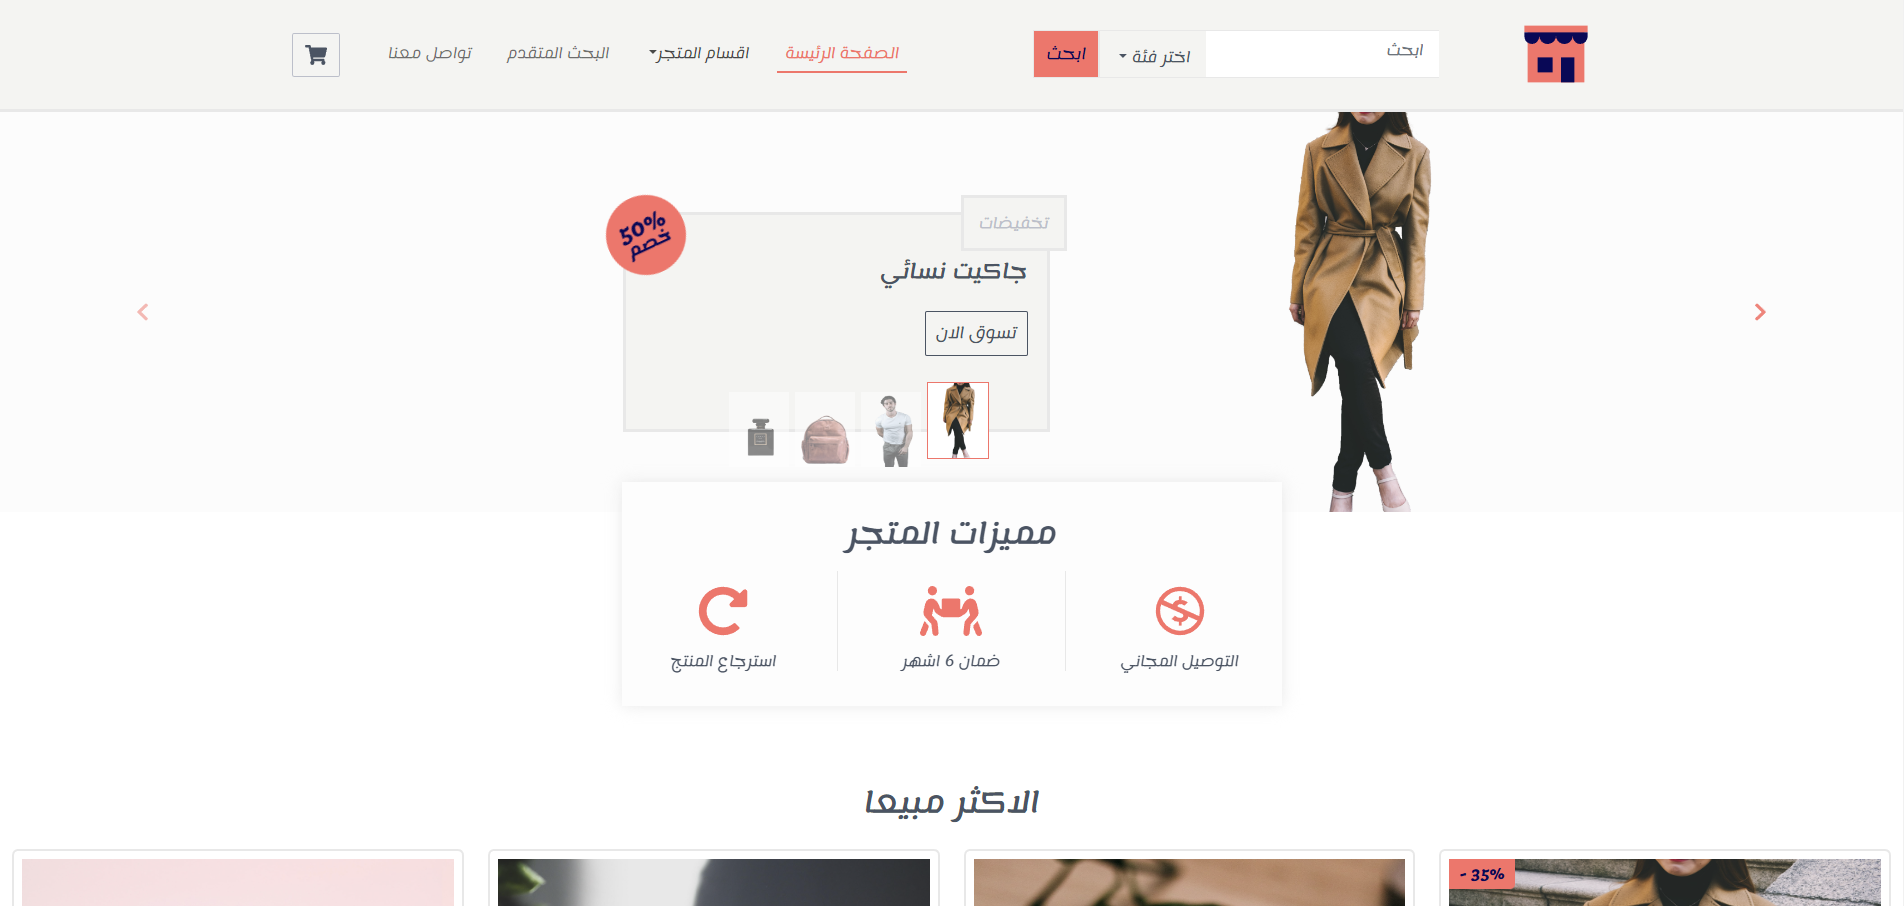 ابحث
اختر فئة
ابحث
الصفحة الرئيسة
اقسام المتجر
البحث المتقدم
تواصل معنا
تخفيضات
50%
خصم
جاكيت نسائي
تسوق الان
مميزات المتجر
التوصيل المجاني
ضمان 6 اشهر
استرجاع المنتج
الاكثر مبيعا
- 35%